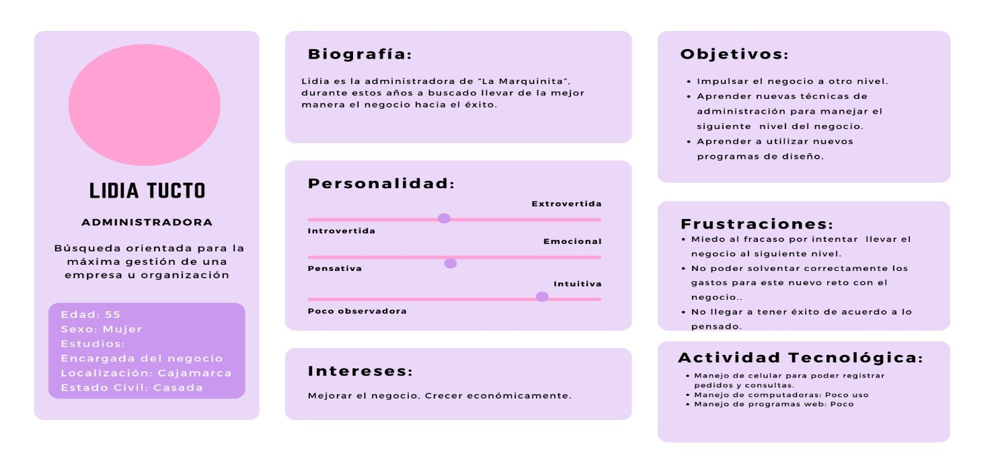 LIDIA TUCTO
ADMINISTRADORA
Búsqueda orientada para la
máxima gestión de una
empresa u organización
Edad: 55
Sexo: Mujer
Estudios:
Encargada del negocio
Localización: Cajamarca
Estado Civil: Casada
Biografía:
Lidia es la administradora de “La Marquinita”,
durante estos años a buscado llevar de la mejor
manera el negocio hacia el éxito.
Personalidad:
Extrovertida
Introvertida
Emocional
Pensativa
Intuitiva
Poco observadora
Intereses:
Mejorar el negocio, Crecer económicamente.
Objetivos:
• Impulsar el negocio a otro nivel.
• Aprender nuevas técnicas de
administración para manejar el
siguiente  nivel del negocio.
• Aprender a utilizar nuevos
programas de diseño.
Frustraciones:
• Miedo al fracaso por intentar  llevar el
negocio al siguiente nivel.
• No poder solventar correctamente los
gastos para este nuevo reto con el
negocio..
• No llegar a tener éxito de acuerdo a lo
pensado.
Actividad Tecnológica:
• Manejo de celular para poder registrar
pedidos y consultas.
• Manejo de computadoras: Poco uso
• Manejo de programas web: Poco